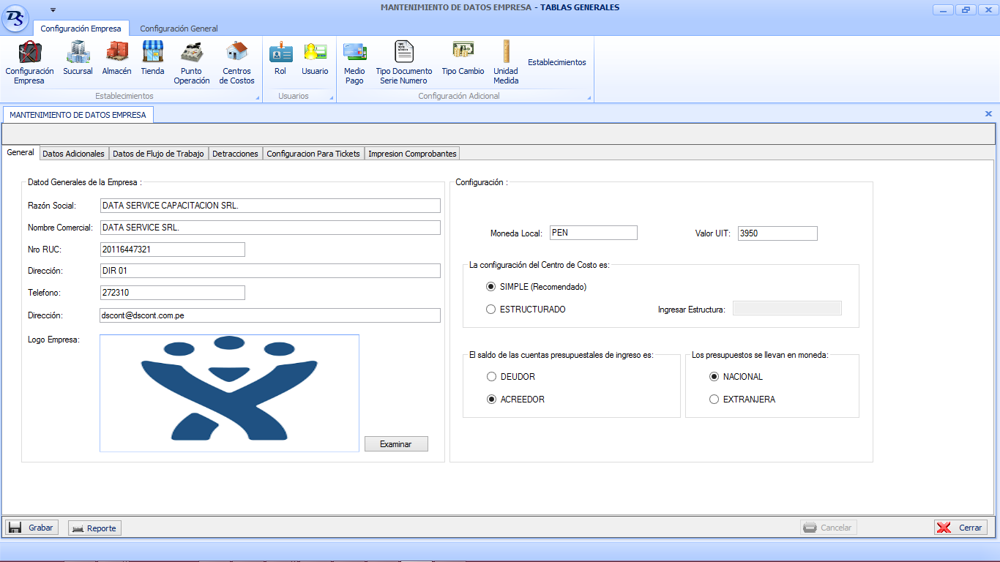 MANTENIMIENTO DE DATOS EMPRESA - TABLAS GENERALES
DS
Configuración Empresa
Configuración General
Configuración Empresa
Sucursal
Almacén
Tienda
Punto Operación
Centros de Costos
Establecimientos
Rol
Usuario
Usuarios
Medio Pago
Tipo Documento Serie Numero
Tipo Cambio
Unidad Medida
Establecimientos
Configuración Adicional
MANTENIMIENTO DE DATOS EMPRESA
General
Datos Adicionales
Datos de Flujo de Trabajo
Detracciones
Configuracion Para Tickets
Impresion Comprobantes
Datod Generales de la Empresa :
Razón Social: DATA SERVICE CAPACITACION SRL.
Nombre Comercial: DATA SERVICE SRL.
Nro RUC: 20116447321
Dirección: DIR 01
Telefono: 272310
Dirección: dscont@dscont.com.pe
Logo Empresa:
Examinar
Configuración :
Moneda Local: PEN
Valor UIT: 3950
La configuración del Centro de Costo es:
SIMPLE (Recomendado)
ESTRUCTURADO
Ingresar Estructura:
El saldo de las cuentas presupuestales de ingreso es:
DEUDOR
ACREEDOR
Los presupuestos se llevan en moneda:
NACIONAL
EXTRANJERA
Grabar
Reporte
Cancelar
Cerrar